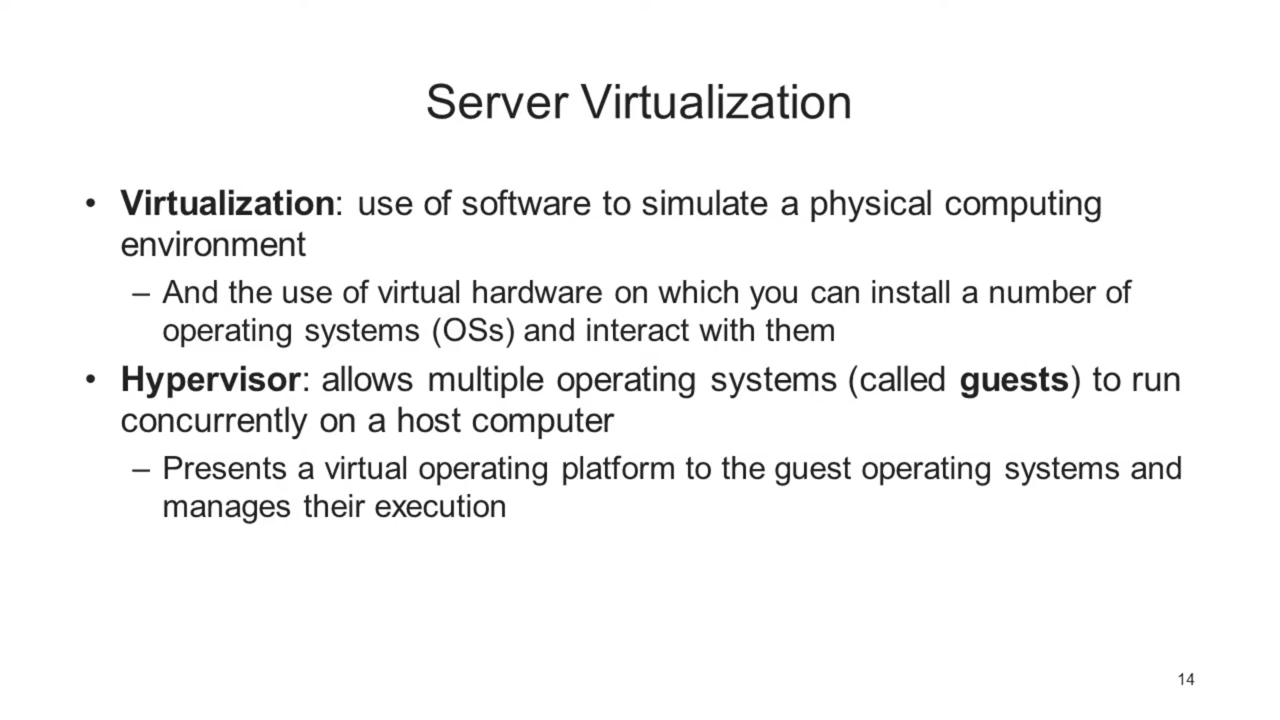 Server Virtualization
• Virtualization: use of software to simulate a physical computing
environment
– And the use of virtual hardware on which you can install a number of
operating systems (OSs) and interact with them
• Hypervisor: allows multiple operating systems (called guests) to run
concurrently on a host computer
– Presents a virtual operating platform to the guest operating systems and
manages their execution
14